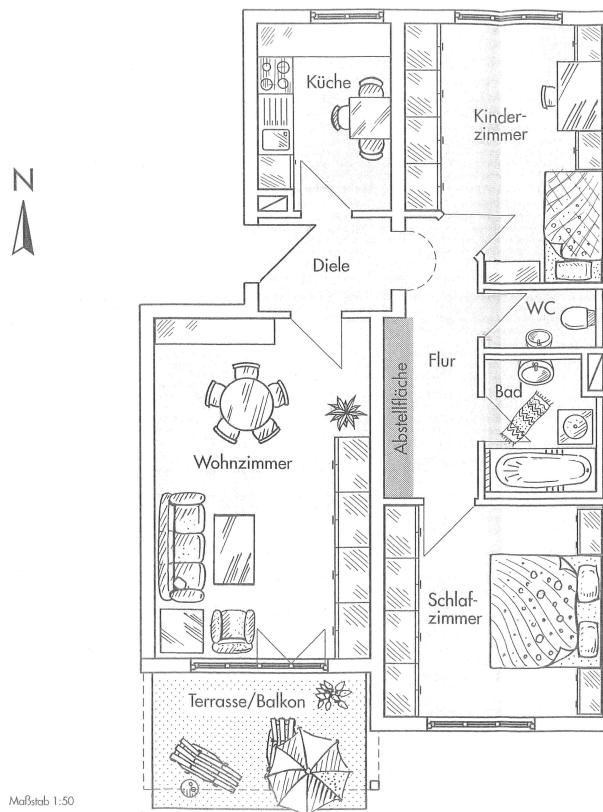 Küche
Kinder-
zimmer
N
Diele
WC
Flur
Abstellfläche
Bad
Wohnzimmer
Schlaf-
zimmer
Terrasse/Balkon
Maßstab 1:50